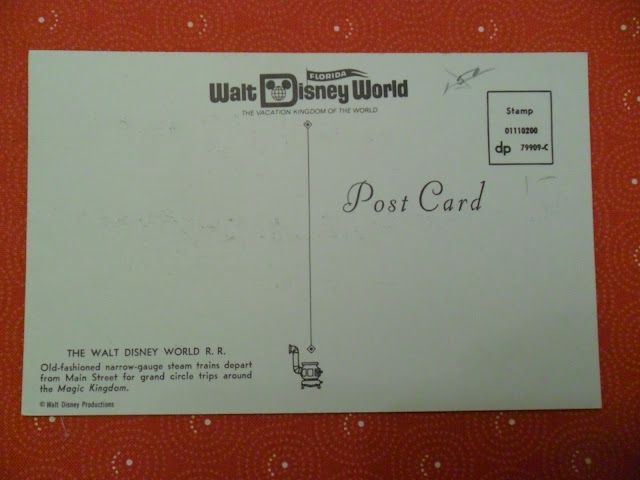 FLORIDA
Walt Disney World
THE VACATION KINGDOM OF THE WORLD
Stamp
01110200
dp 79909-C
Post Card
THE WALT DISNEY WORLD R. R.
Old-fashioned narrow-gauge steam trains depart
from Main Street for grand circle trips around
the Magic Kingdom.
© Walt Disney Productions